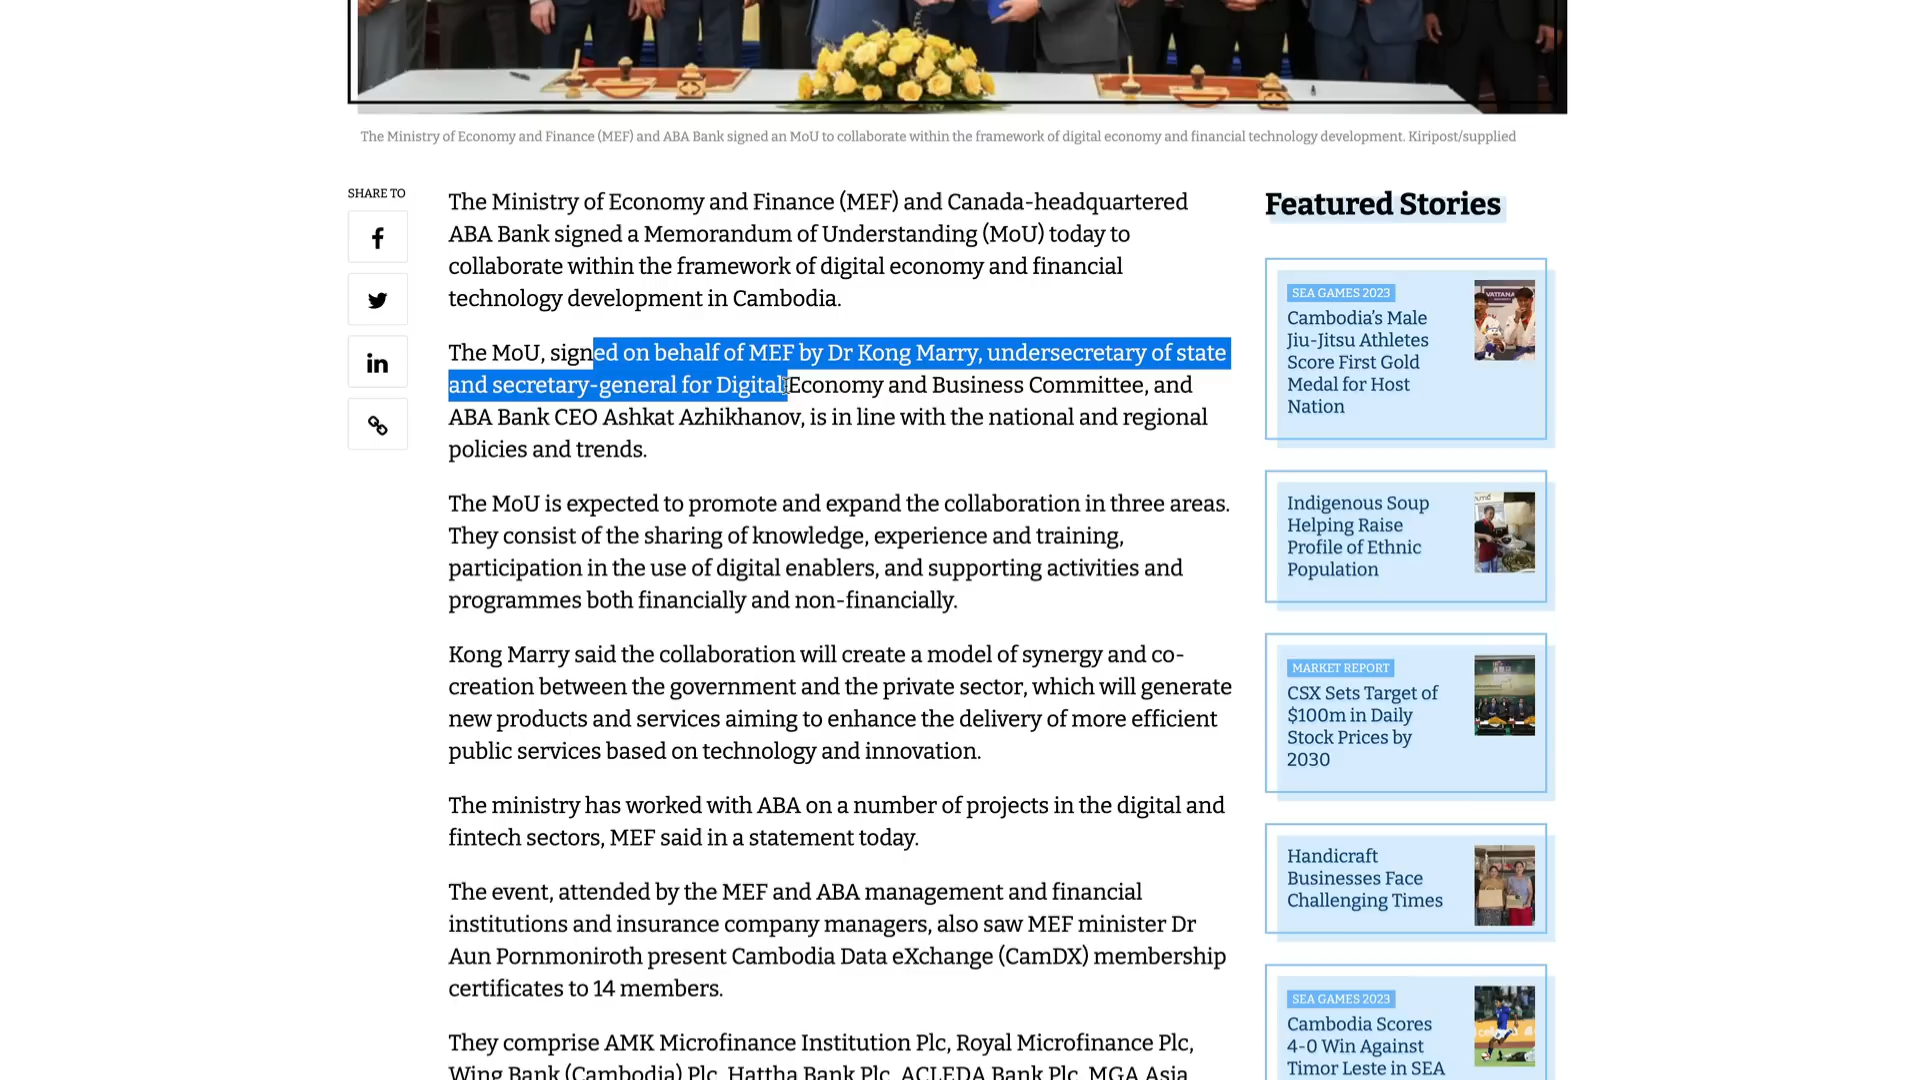 The Ministry of Economy and Finance (MEF) and ABA Bank signed an MoU to collaborate within the framework of digital economy and financial technology development. Kiripost/supplied
SHARE TO
The Ministry of Economy and Finance (MEF) and Canada-headquartered
ABA Bank signed a Memorandum of Understanding (MoU) today to
collaborate within the framework of digital economy and financial
technology development in Cambodia.
The MoU, signed on behalf of MEF by Dr Kong Marry, undersecretary of state
and secretary-general for Digital Economy and Business Committee, and
ABA Bank CEO Ashkat Azhikhanov, is in line with the national and regional
policies and trends.
The MoU is expected to promote and expand the collaboration in three areas.
They consist of the sharing of knowledge, experience and training,
participation in the use of digital enablers, and supporting activities and
programmes both financially and non-financially.
Kong Marry said the collaboration will create a model of synergy and co-
creation between the government and the private sector, which will generate
new products and services aiming to enhance the delivery of more efficient
public services based on technology and innovation.
The ministry has worked with ABA on a number of projects in the digital and
fintech sectors, MEF said in a statement today.
The event, attended by the MEF and ABA management and financial
institutions and insurance company managers, also saw MEF minister Dr
Aun Pornmoniroth present Cambodia Data eXchange (CamDX) membership
certificates to 14 members.
They comprise AMK Microfinance Institution Plc, Royal Microfinance Plc,
Wing Bank (Cambodia) Plc, Hattha Bank Plc, ACLEDA Bank Plc, MGA Asia
Featured Stories
SEA GAMES 2023
Cambodia's Male
Jiu-Jitsu Athletes
Score First Gold
Medal for Host
Nation
VATTANA
Indigenous Soup
Helping Raise
Profile of Ethnic
Population
MARKET REPORT
CSX Sets Target of
$100m in Daily
Stock Prices by
2030
Handicraft
Businesses Face
Challenging Times
SEA GAMES 2023
Cambodia Scores
4-0 Win Against
Timor Leste in SEA